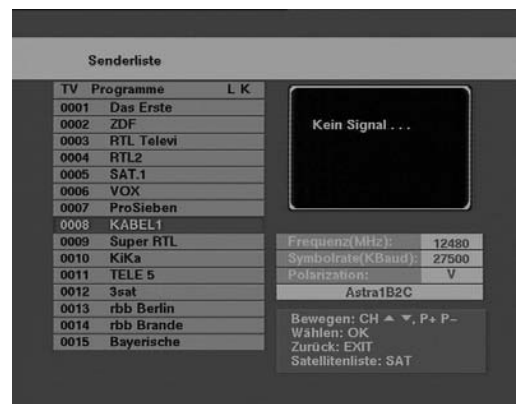 Senderliste
TV Programme L K
0001 Das Erste
0002 ZDF
0003 RTL Televi
0004 RTL2
0005 SAT.1
0006 VOX
0007 ProSieben
0008 KABEL1
0009 Super RTL
0010 KiKa
0011 TELE 5
0012 3sat
0013 rbb Berlin
0014 rbb Brande
0015 Bayerische
Kein Signal . . .
Frequenz(MHz): 12480
Symbolrate(KBaud): 27500
Polarization: V
Astra1B2C
Bewegen: CH ▲ ▼, P+ P−
Wählen: OK
Zurück: EXIT
Satellitenliste: SAT